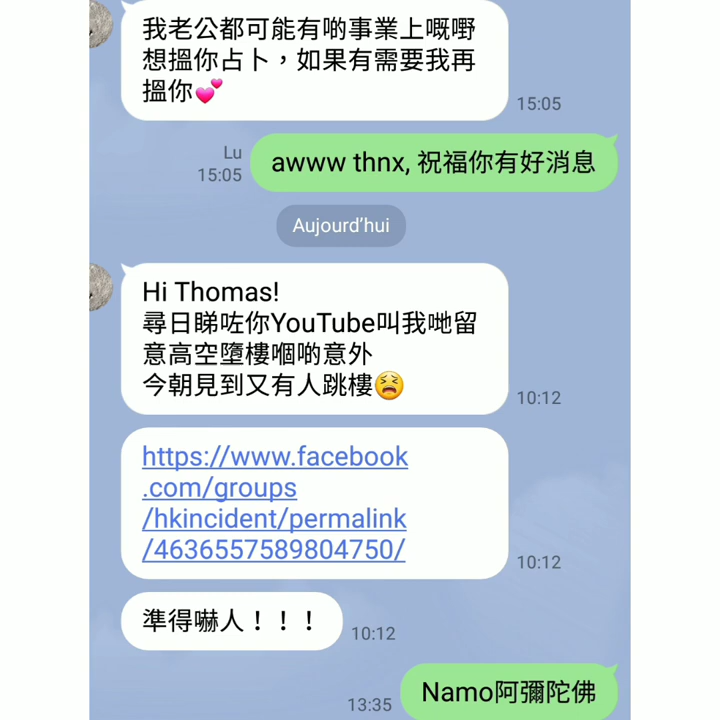 我老公都可能有啲事業上嘅嘢
想搵你占卜，如果有需要我再
搵你💕
15:05
Lu
15:05
awww thnx, 祝福你有好消息
Aujourd’hui
Hi Thomas!
尋日睇咗你YouTube叫我哋留
意高空墮樓嗰啲意外
今朝見到又有人跳樓😫
10:12
https://www.facebook
.com/groups
/hkincident/permalink
/4636557589804750/
10:12
準得嚇人！！！
10:12
13:35
Namo阿彌陀佛